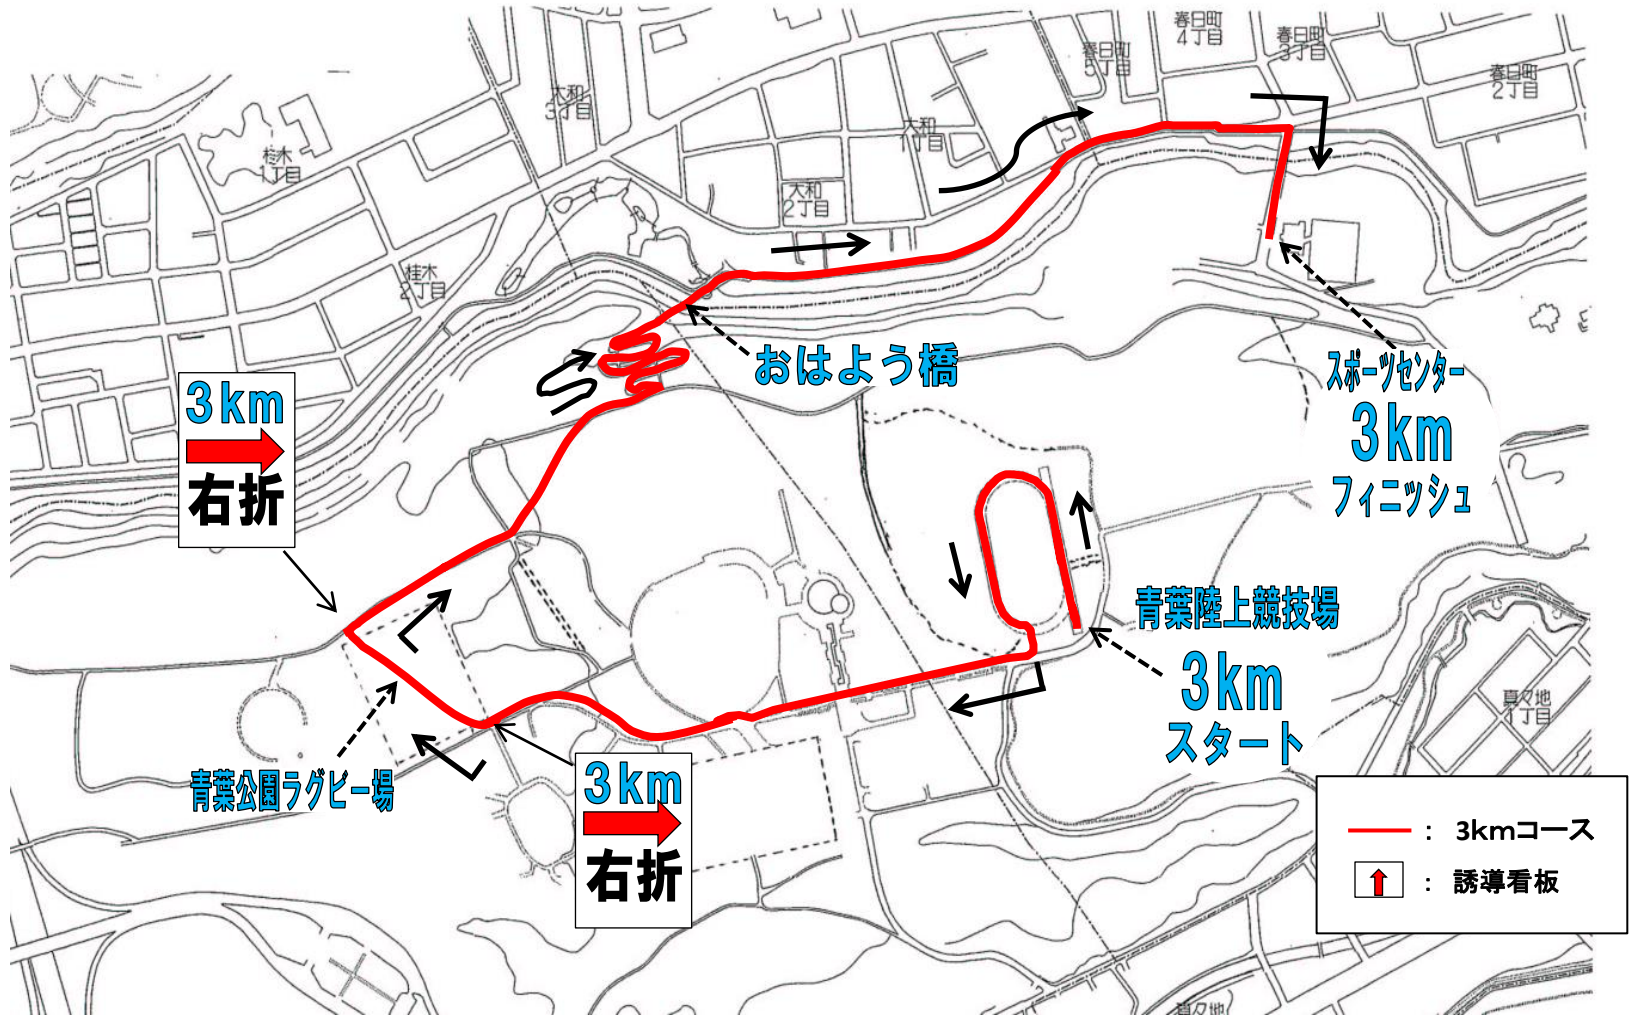 春日町
4丁目
春日町
3丁目
春日町
5丁目
春日町
2丁目
大和
3丁目
大和
1丁目
桂木
1丁目
大和
2丁目
桂木
2丁目
おはよう橋
スポーツセンター
3km
フィニッシュ
3km
右折
青葉陸上競技場
3km
スタート
真々地
1丁目
青葉公園ラグビー場
3km
右折
: 3kmコース
: 誘導看板
真々地